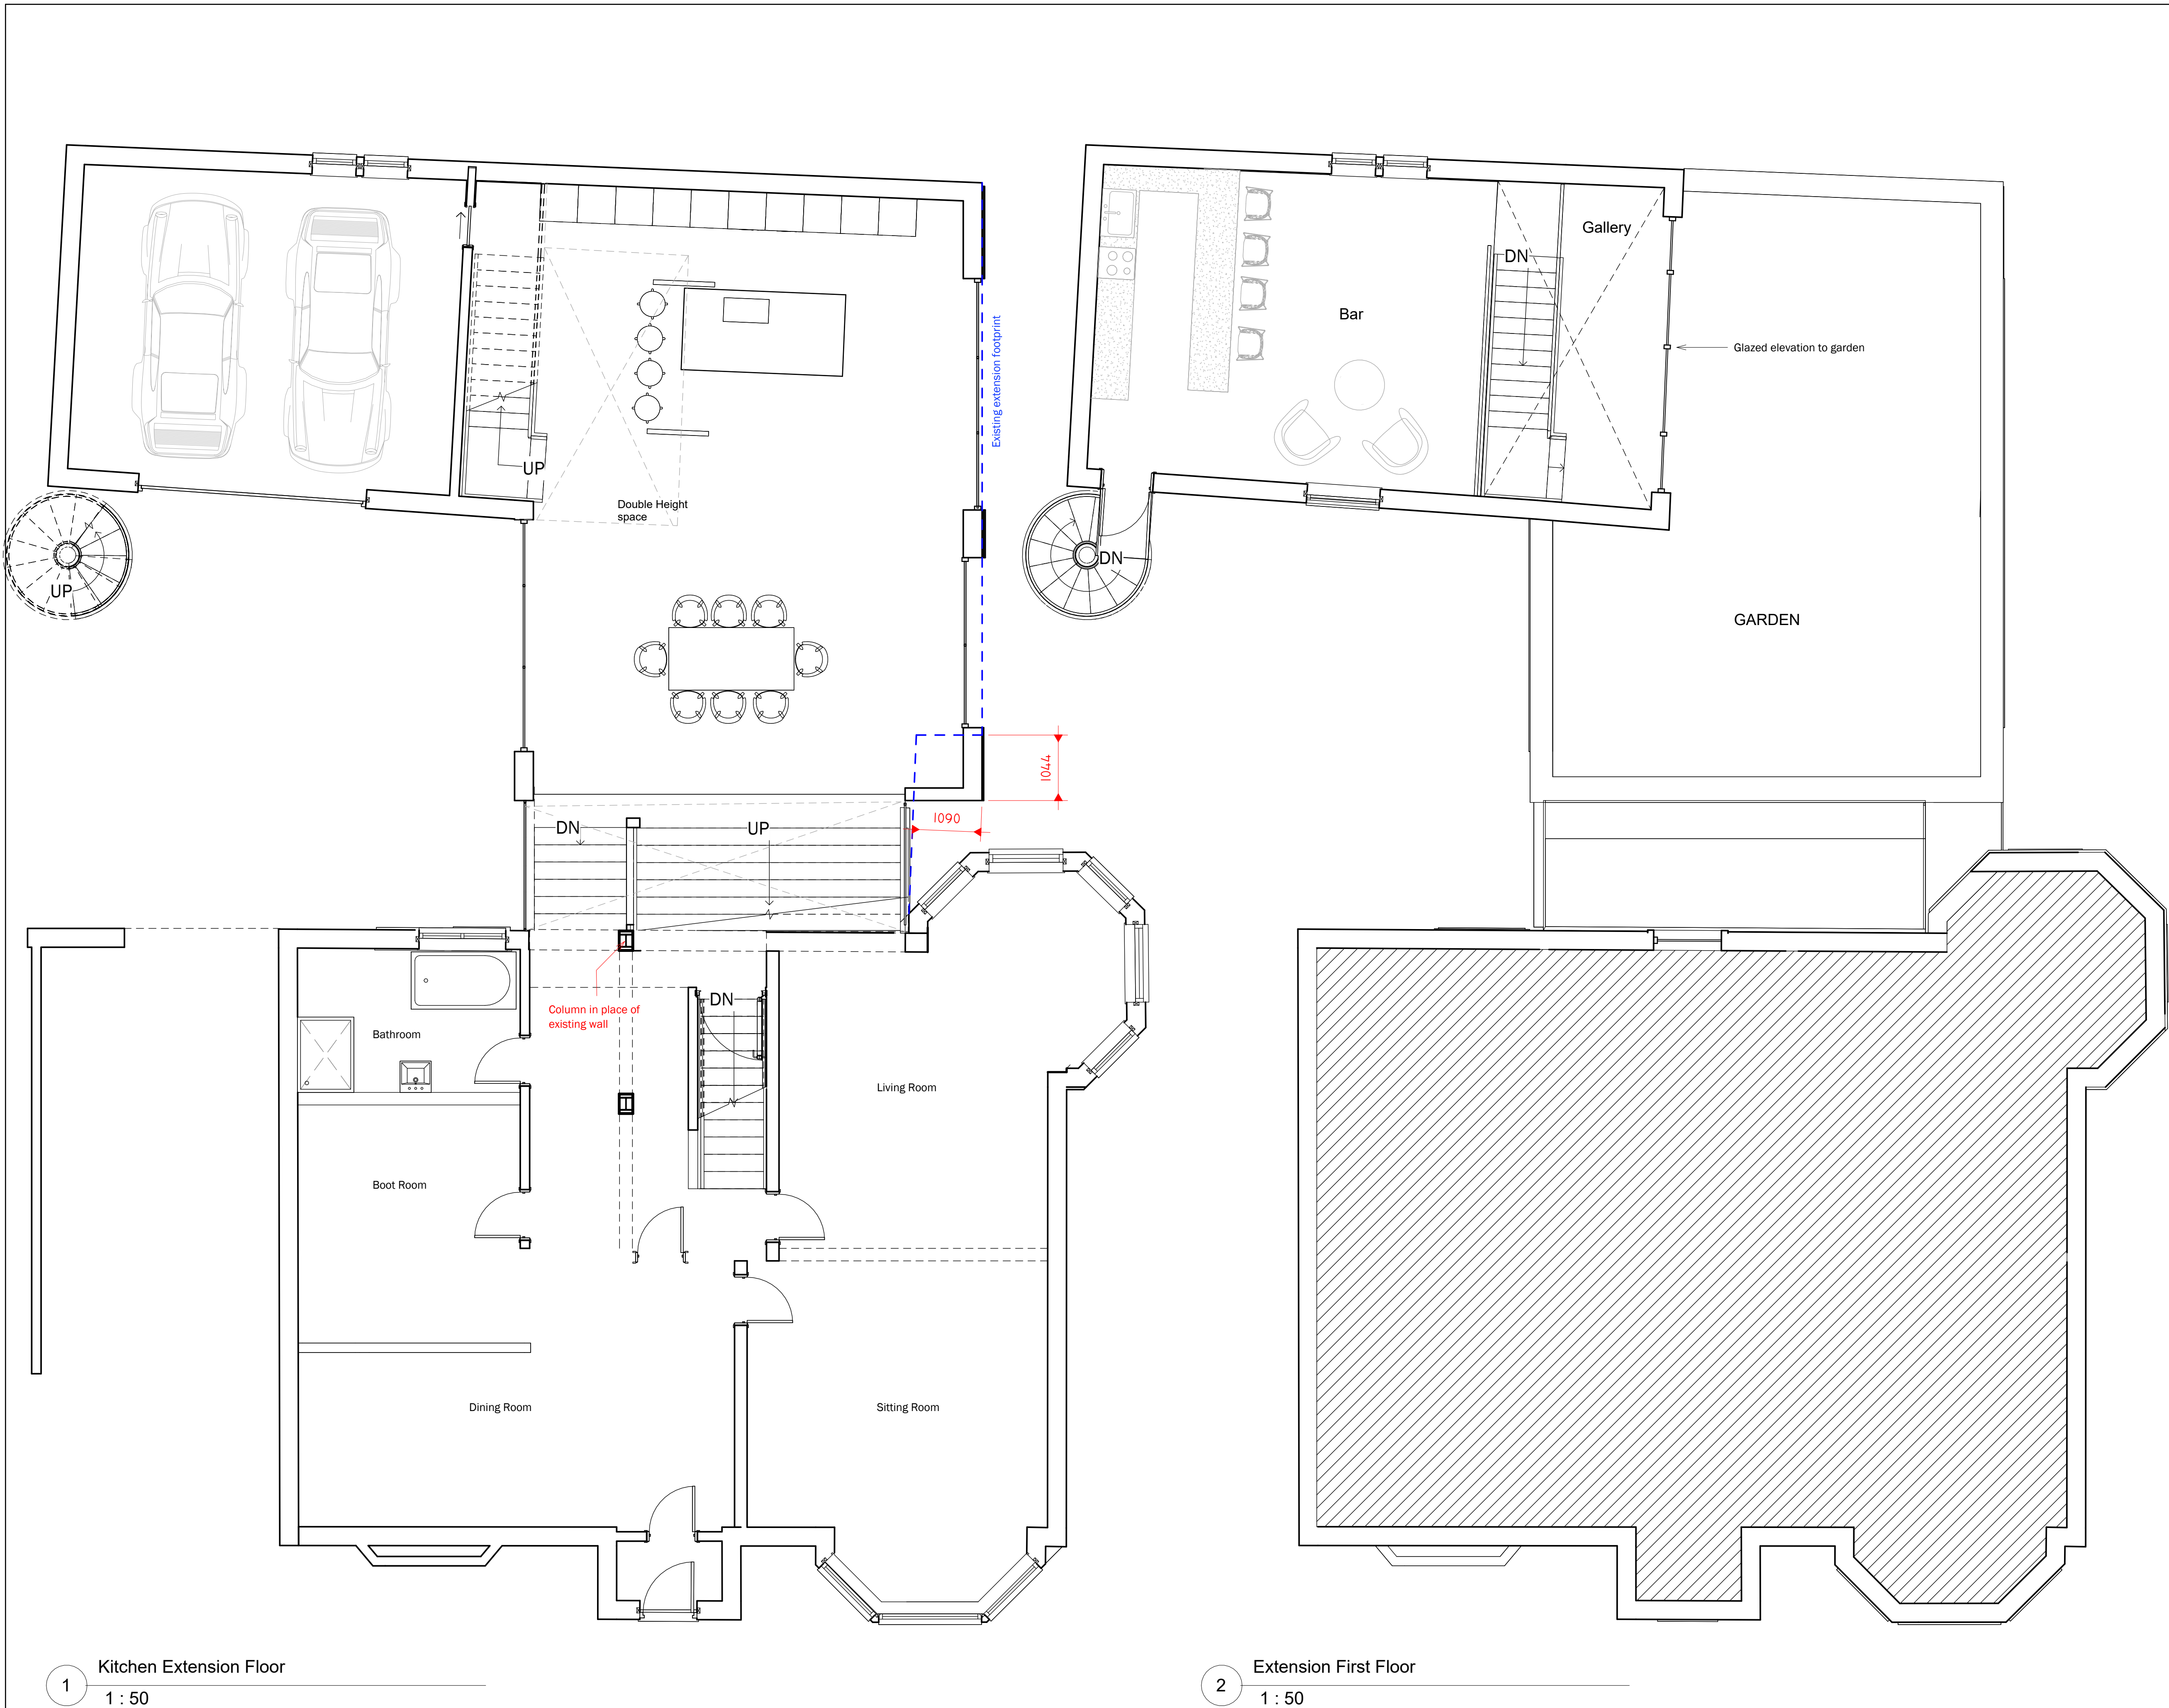 Gallery
DN
Bar
Glazed elevation to garden
Existing extension footprint
UP
Double Height
space
DN
UP
GARDEN
1044
1090
DN
UP
DN
Column in place of
existing wall
Bathroom
Living Room
Boot Room
Dining Room
Sitting Room
1
Kitchen Extension Floor
1 : 50
2
Extension First Floor
1 : 50